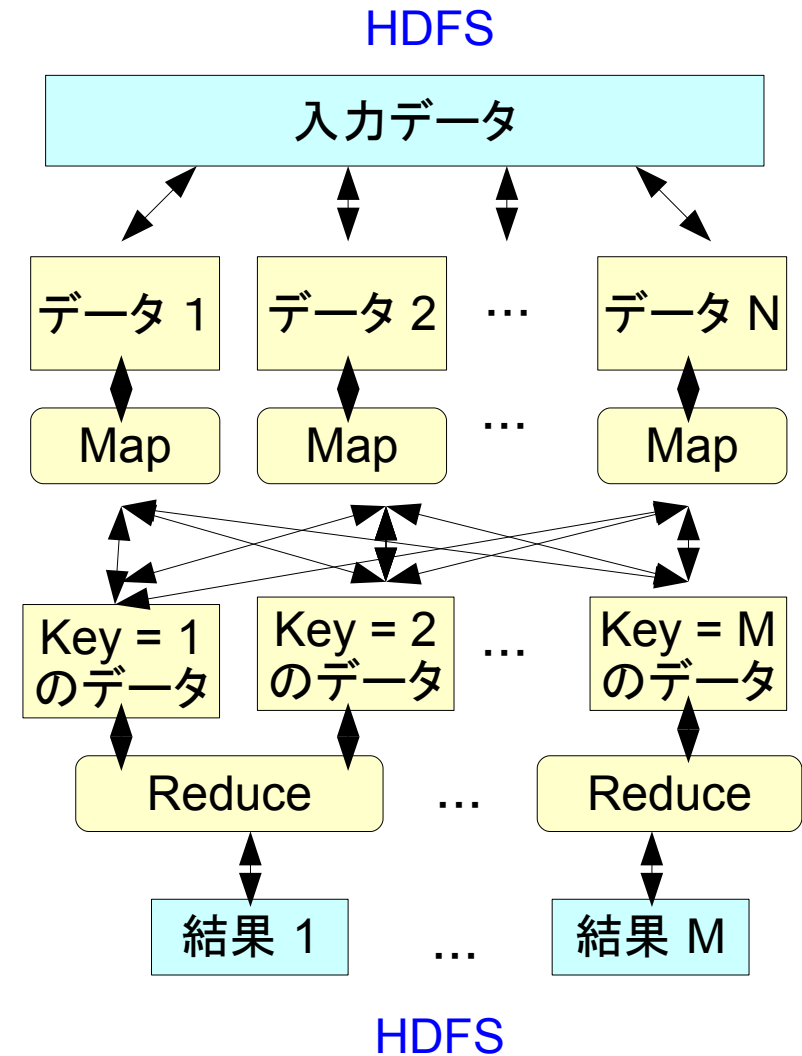 HDFS
入力データ
データ 1
データ 2
...
データ N
Map
Map
...
Map
Key = 1
のデータ
Key = 2
のデータ
...
Key = M
のデータ
Reduce
...
Reduce
結果 1
...
結果 M
HDFS